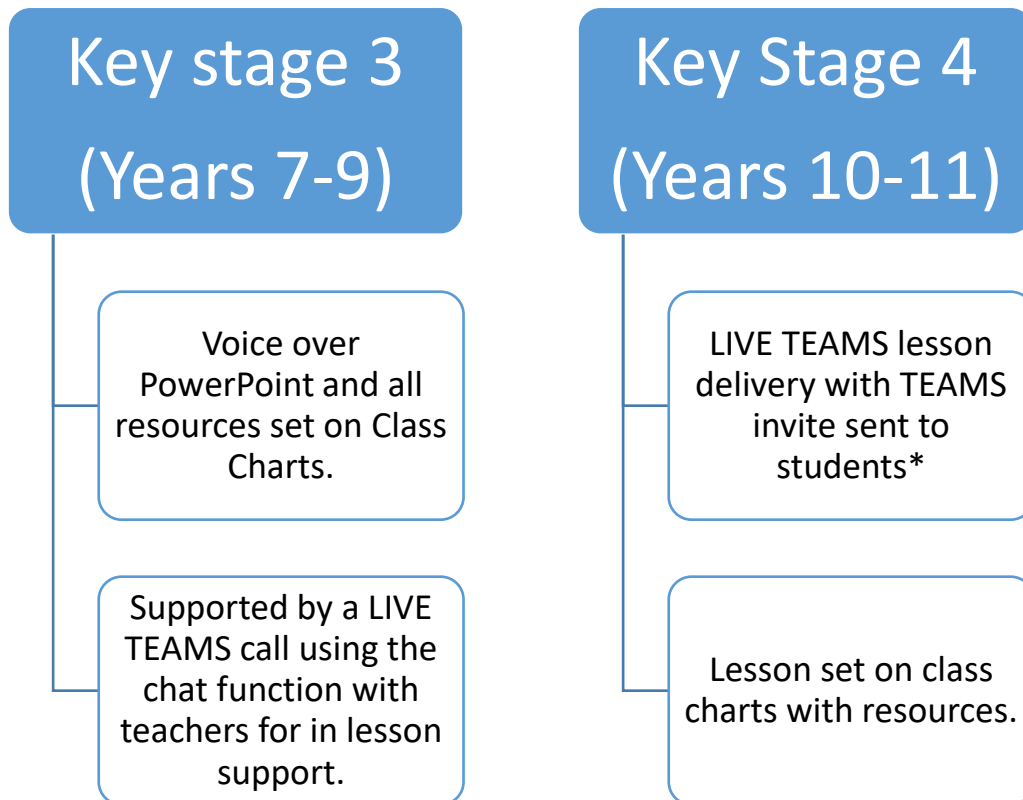 Key stage 3
(Years 7-9)
Voice over
PowerPoint and all
resources set on Class
Charts.
Supported by a LIVE
TEAMS call using the
chat function with
teachers for in lesson
support.
Key Stage 4
(Years 10-11)
LIVE TEAMS lesson
delivery with TEAMS
invite sent to
students*
Lesson set on class
charts with resources.